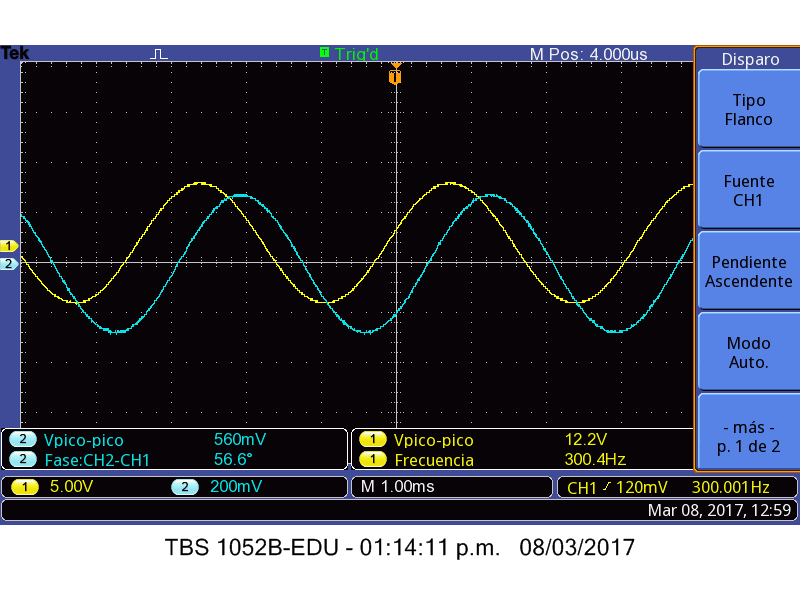 Tek T Trig'd M Pos: 4.000us
T
Disparo
Tipo
Flanco
Fuente
CH1
Pendiente
Ascendente
Modo
Auto.
- más -
p. 1 de 2
1
2
2 Vpico-pico 560mV
2 Fase:CH2-CH1 56.6°
1 Vpico-pico 12.2V
1 Frecuencia 300.4Hz
1 5.00V 2 200mV M 1.00ms CH1 120mV 300.001Hz
Mar 08, 2017, 12:59
TBS 1052B-EDU - 01:14:11 p.m. 08/03/2017